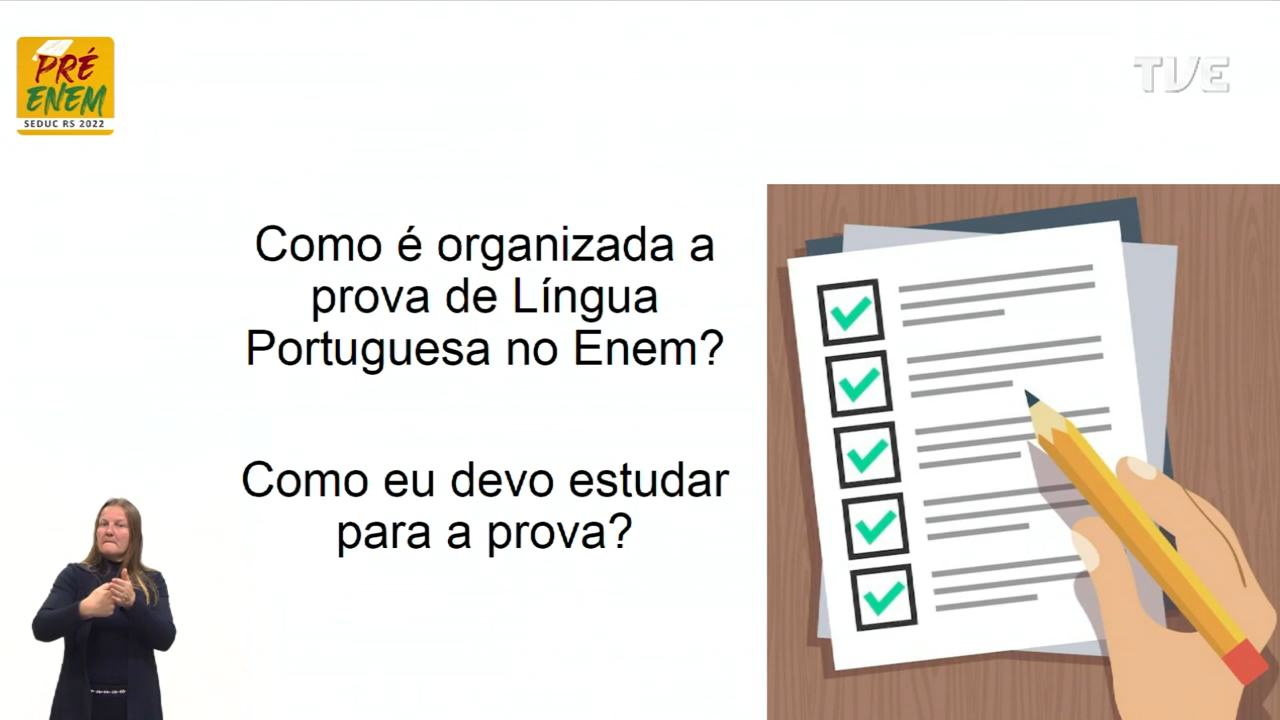 PRÉ
ENEM
SEDUC RS 2022
TVE
Como é organizada a
prova de Língua
Portuguesa no Enem?
Como eu devo estudar
para a prova?